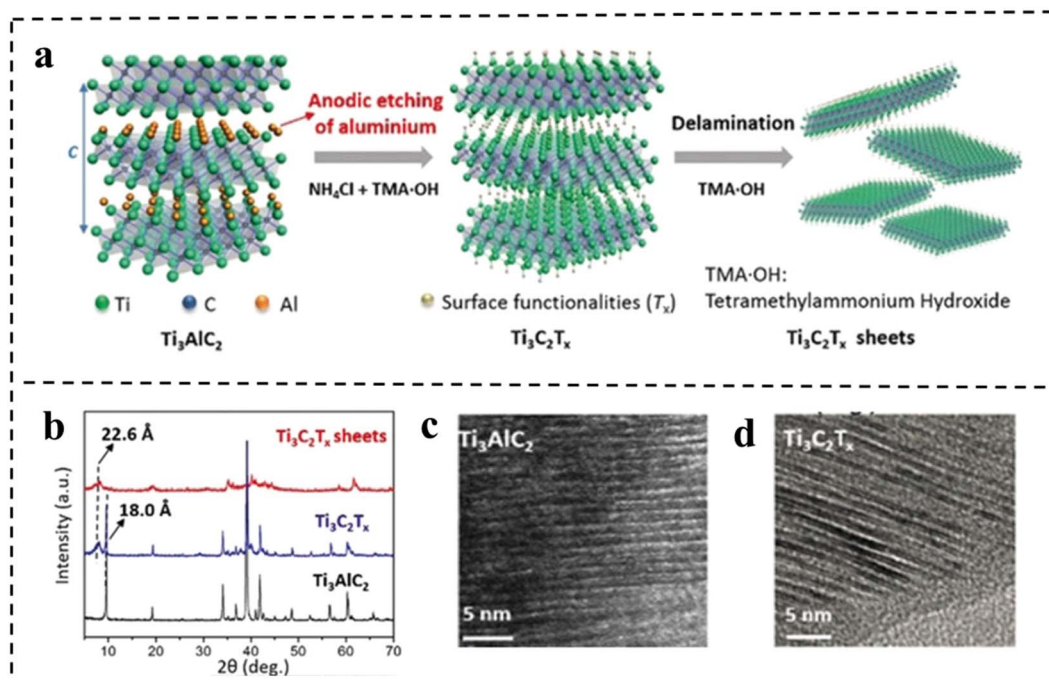 a
c
Anodic etching
of aluminium
NH₄Cl + TMA·OH
Delamination
TMA·OH
Ti
C
Al
Ti₃AlC₂
Surface functionalities (Tₓ)
Ti₃C₂Tₓ
TMA·OH:
Tetramethylammonium Hydroxide
Ti₃C₂Tₓ sheets
b
22.6 Å
Ti₃C₂Tₓ sheets
18.0 Å
Ti₃C₂Tₓ
Ti₃AlC₂
Intensity (a.u.)
10 20 30 40 50 60 70
2θ (deg.)
c
Ti₃AlC₂
5 nm
d
Ti₃C₂Tₓ
5 nm